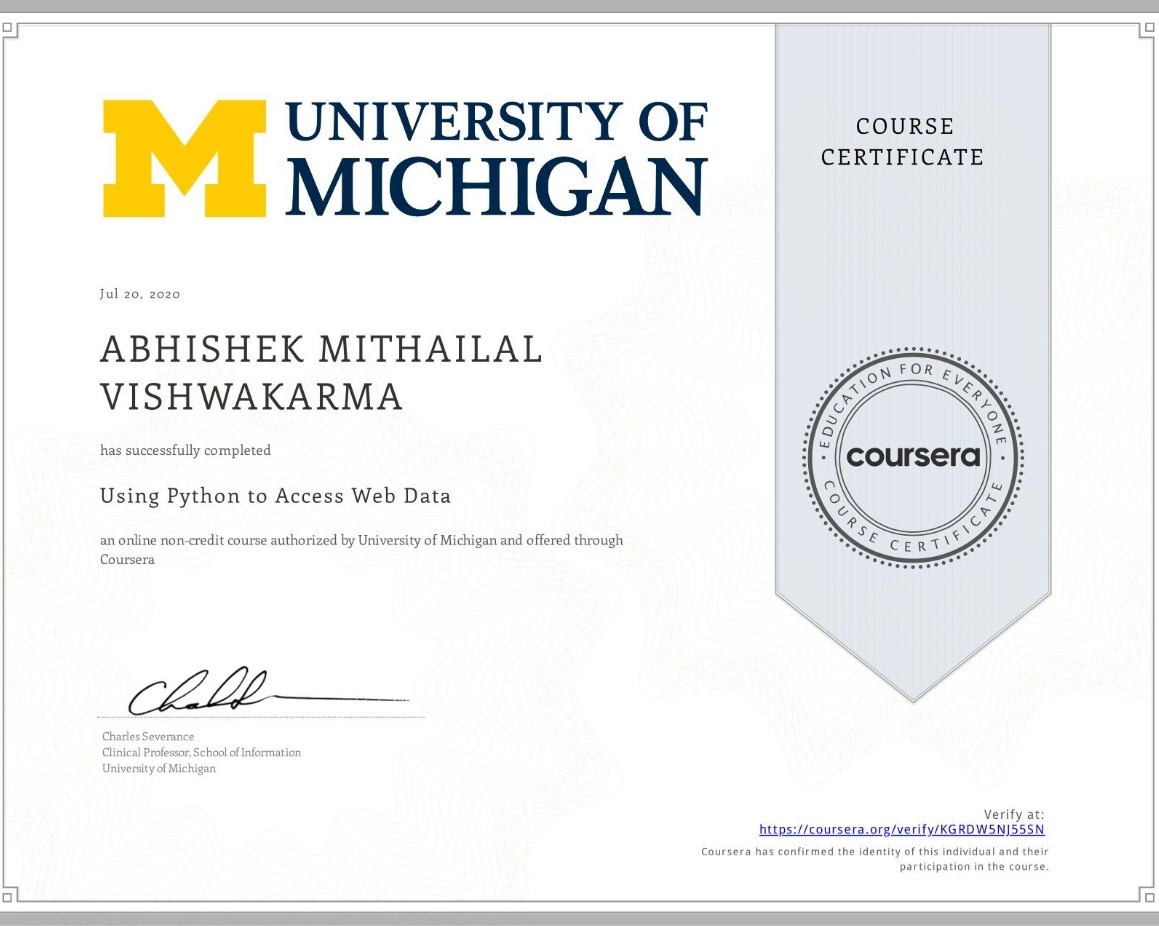 UNIVERSITY OF
MICHIGAN
COURSE
CERTIFICATE
Jul 20, 2020
ABHISHEK MITHAILAL
VISHWAKARMA
has successfully completed
Using Python to Access Web Data
an online non-credit course authorized by University of Michigan and offered through
Coursera
EDUCATION FOR EVERYONE
coursera
COURSE CERTIFICATE
Charles Severance
Clinical Professor, School of Information
University of Michigan
Verify at:
https://coursera.org/verify/KGRDW5NJ55SN
Coursera has confirmed the identity of this individual and their
participation in the course.